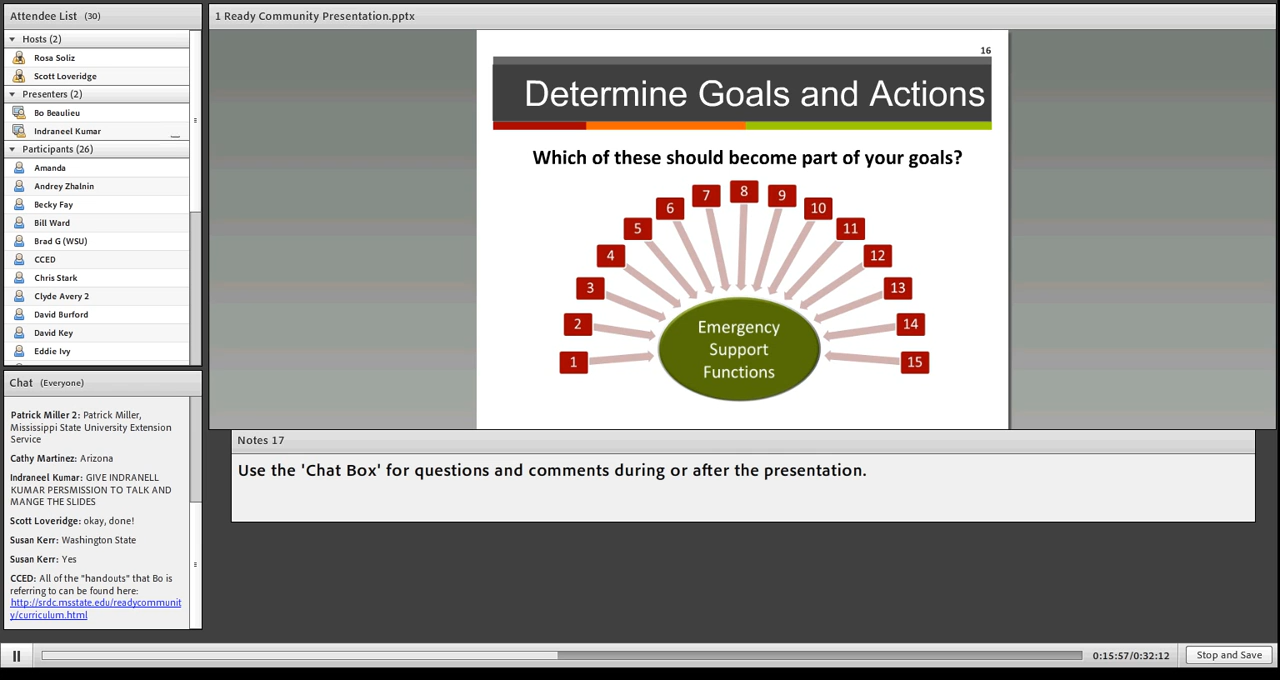 Attendee List (30)
Hosts (2)
Rosa Soliz
Scott Loveridge
Presenters (2)
Bo Beaulieu
Indraneel Kumar
Participants (26)
Amanda
Andrey Zhalnin
Becky Fay
Bill Ward
Brad G (WSU)
CCED
Chris Stark
Clyde Avery 2
David Burford
David Key
Eddie Ivy
Chat (Everyone)
Patrick Miller 2: Patrick Miller,
Mississippi State University Extension
Service
Cathy Martinez: Arizona
Indraneel Kumar: GIVE INDRANELL
KUMAR PERSMISSION TO TALK AND
MANGE THE SLIDES
Scott Loveridge: okay, done!
Susan Kerr: Washington State
Susan Kerr: Yes
CCED: All of the "handouts" that Bo is
referring to can be found here:
http://srdc.msstate.edu/readycommunit
y/curriculum.html
1 Ready Community Presentation.pptx
16
Determine Goals and Actions
Which of these should become part of your goals?
1
2
3
4
5
6
7
8
9
10
11
12
13
14
15
Emergency
Support
Functions
Notes 17
Use the 'Chat Box' for questions and comments during or after the presentation.
0:15:57/0:32:12
Stop and Save